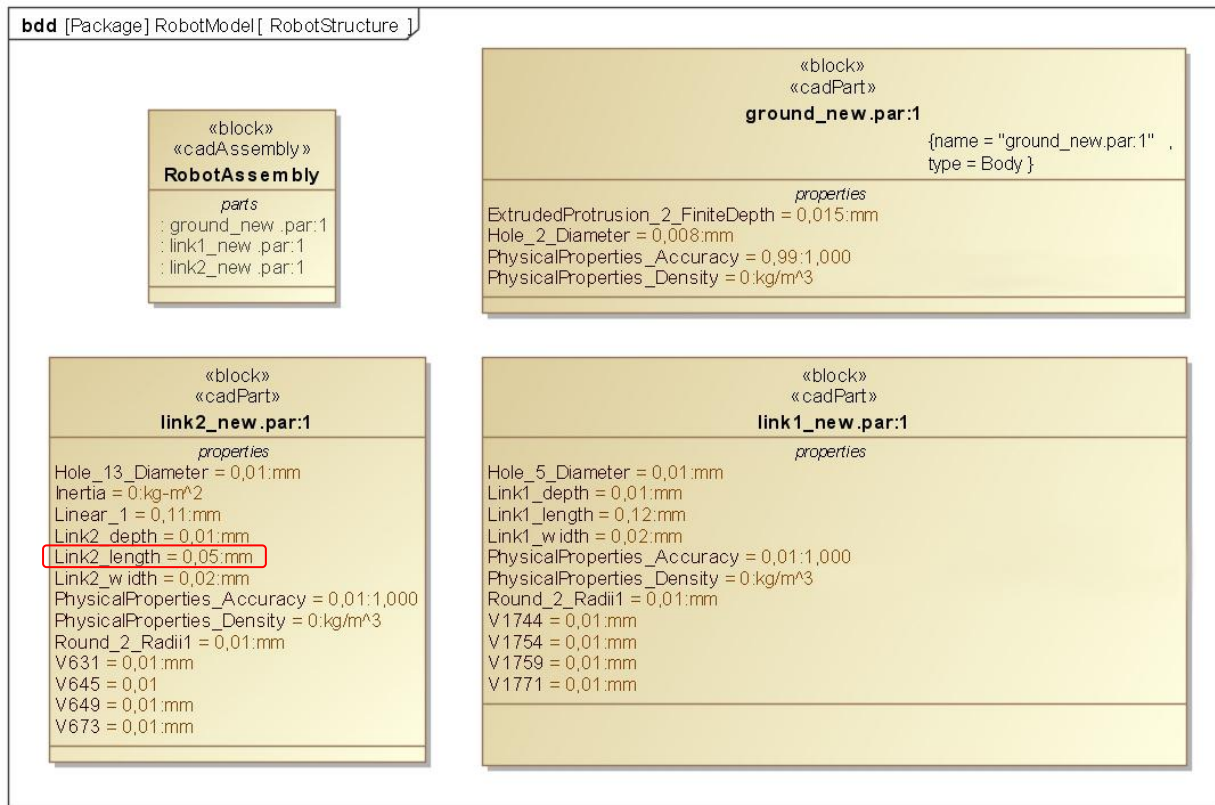 bdd [Package] RobotModel [ RobotStructure ]
«block»
«cadAssembly»
RobotAssembly
parts
: ground_new.par:1
: link1_new.par:1
: link2_new.par:1
«block»
«cadPart»
ground_new.par:1
{name = "ground_new.par:1" ,
type = Body }
properties
ExtrudedProtrusion_2_FiniteDepth = 0,015:mm
Hole_2_Diameter = 0,008:mm
PhysicalProperties_Accuracy = 0,99:1,000
PhysicalProperties_Density = 0:kg/m^3
«block»
«cadPart»
link2_new.par:1
properties
Hole_13_Diameter = 0,01:mm
Inertia = 0:kg-m^2
Linear_1 = 0,11:mm
Link2_depth = 0,01:mm
Link2_length = 0,05:mm
Link2_width = 0,02:mm
PhysicalProperties_Accuracy = 0,01:1,000
PhysicalProperties_Density = 0:kg/m^3
Round_2_Radii1 = 0,01:mm
V631 = 0,01:mm
V645 = 0,01
V649 = 0,01:mm
V673 = 0,01:mm
«block»
«cadPart»
link1_new.par:1
properties
Hole_5_Diameter = 0,01:mm
Link1_depth = 0,01:mm
Link1_length = 0,12:mm
Link1_width = 0,02:mm
PhysicalProperties_Accuracy = 0,01:1,000
PhysicalProperties_Density = 0:kg/m^3
Round_2_Radii1 = 0,01:mm
V1744 = 0,01:mm
V1754 = 0,01:mm
V1759 = 0,01:mm
V1771 = 0,01:mm